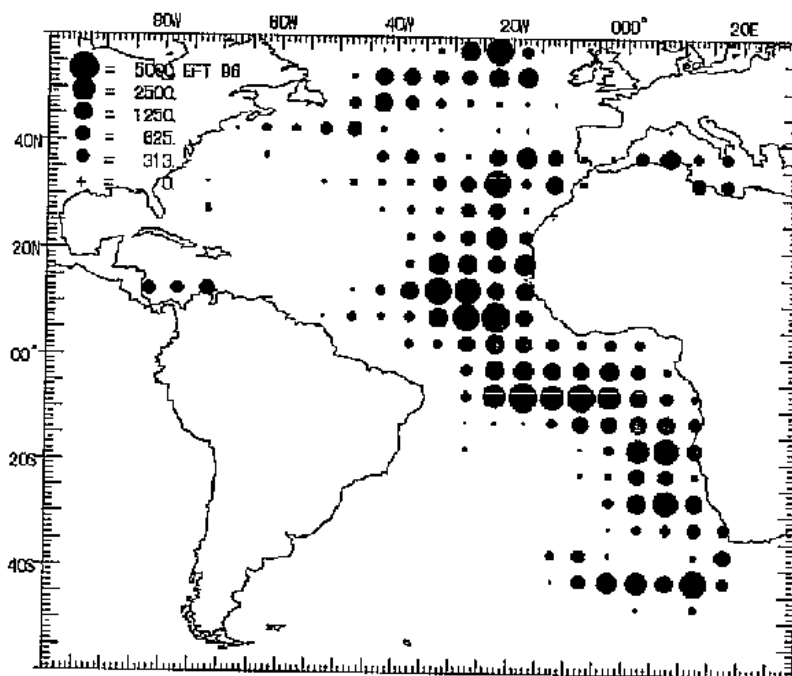 80W 60W 40W 20W 000° 20E
= 5000. EFT 96
= 2500.
= 1250.
= 625.
= 313.
+ = 0.
40N
20N
00°
20S
40S